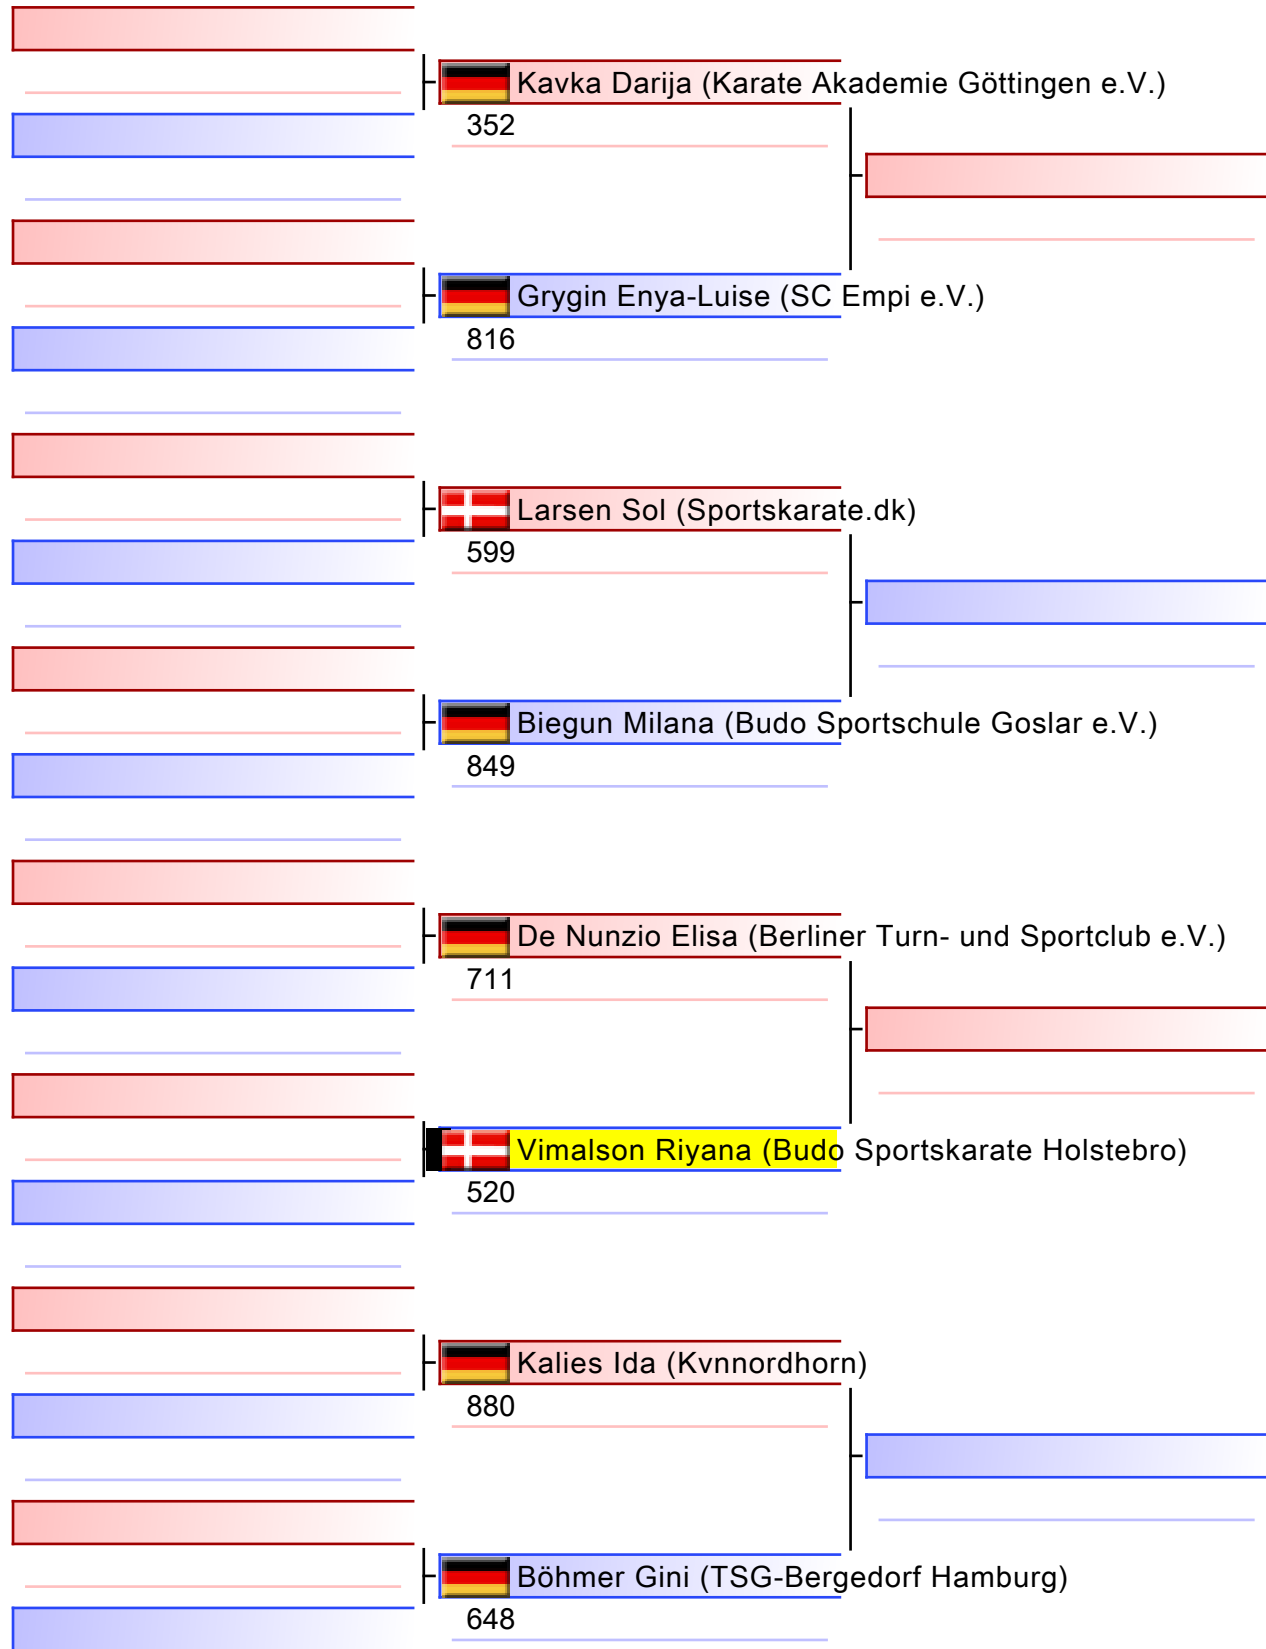 Kavka Darija (Karate Akademie Göttingen e.V.)
352
Grygin Enya-Luise (SC Empi e.V.)
816
Larsen Sol (Sportskarate.dk)
599
Biegun Milana (Budo Sportschule Goslar e.V.)
849
De Nunzio Elisa (Berliner Turn- und Sportclub e.V.)
711
Vimalson Riyana (Budo Sportskarate Holstebro)
520
Kalies Ida (Kvnnordhorn)
880
Böhmer Gini (TSG-Bergedorf Hamburg)
648